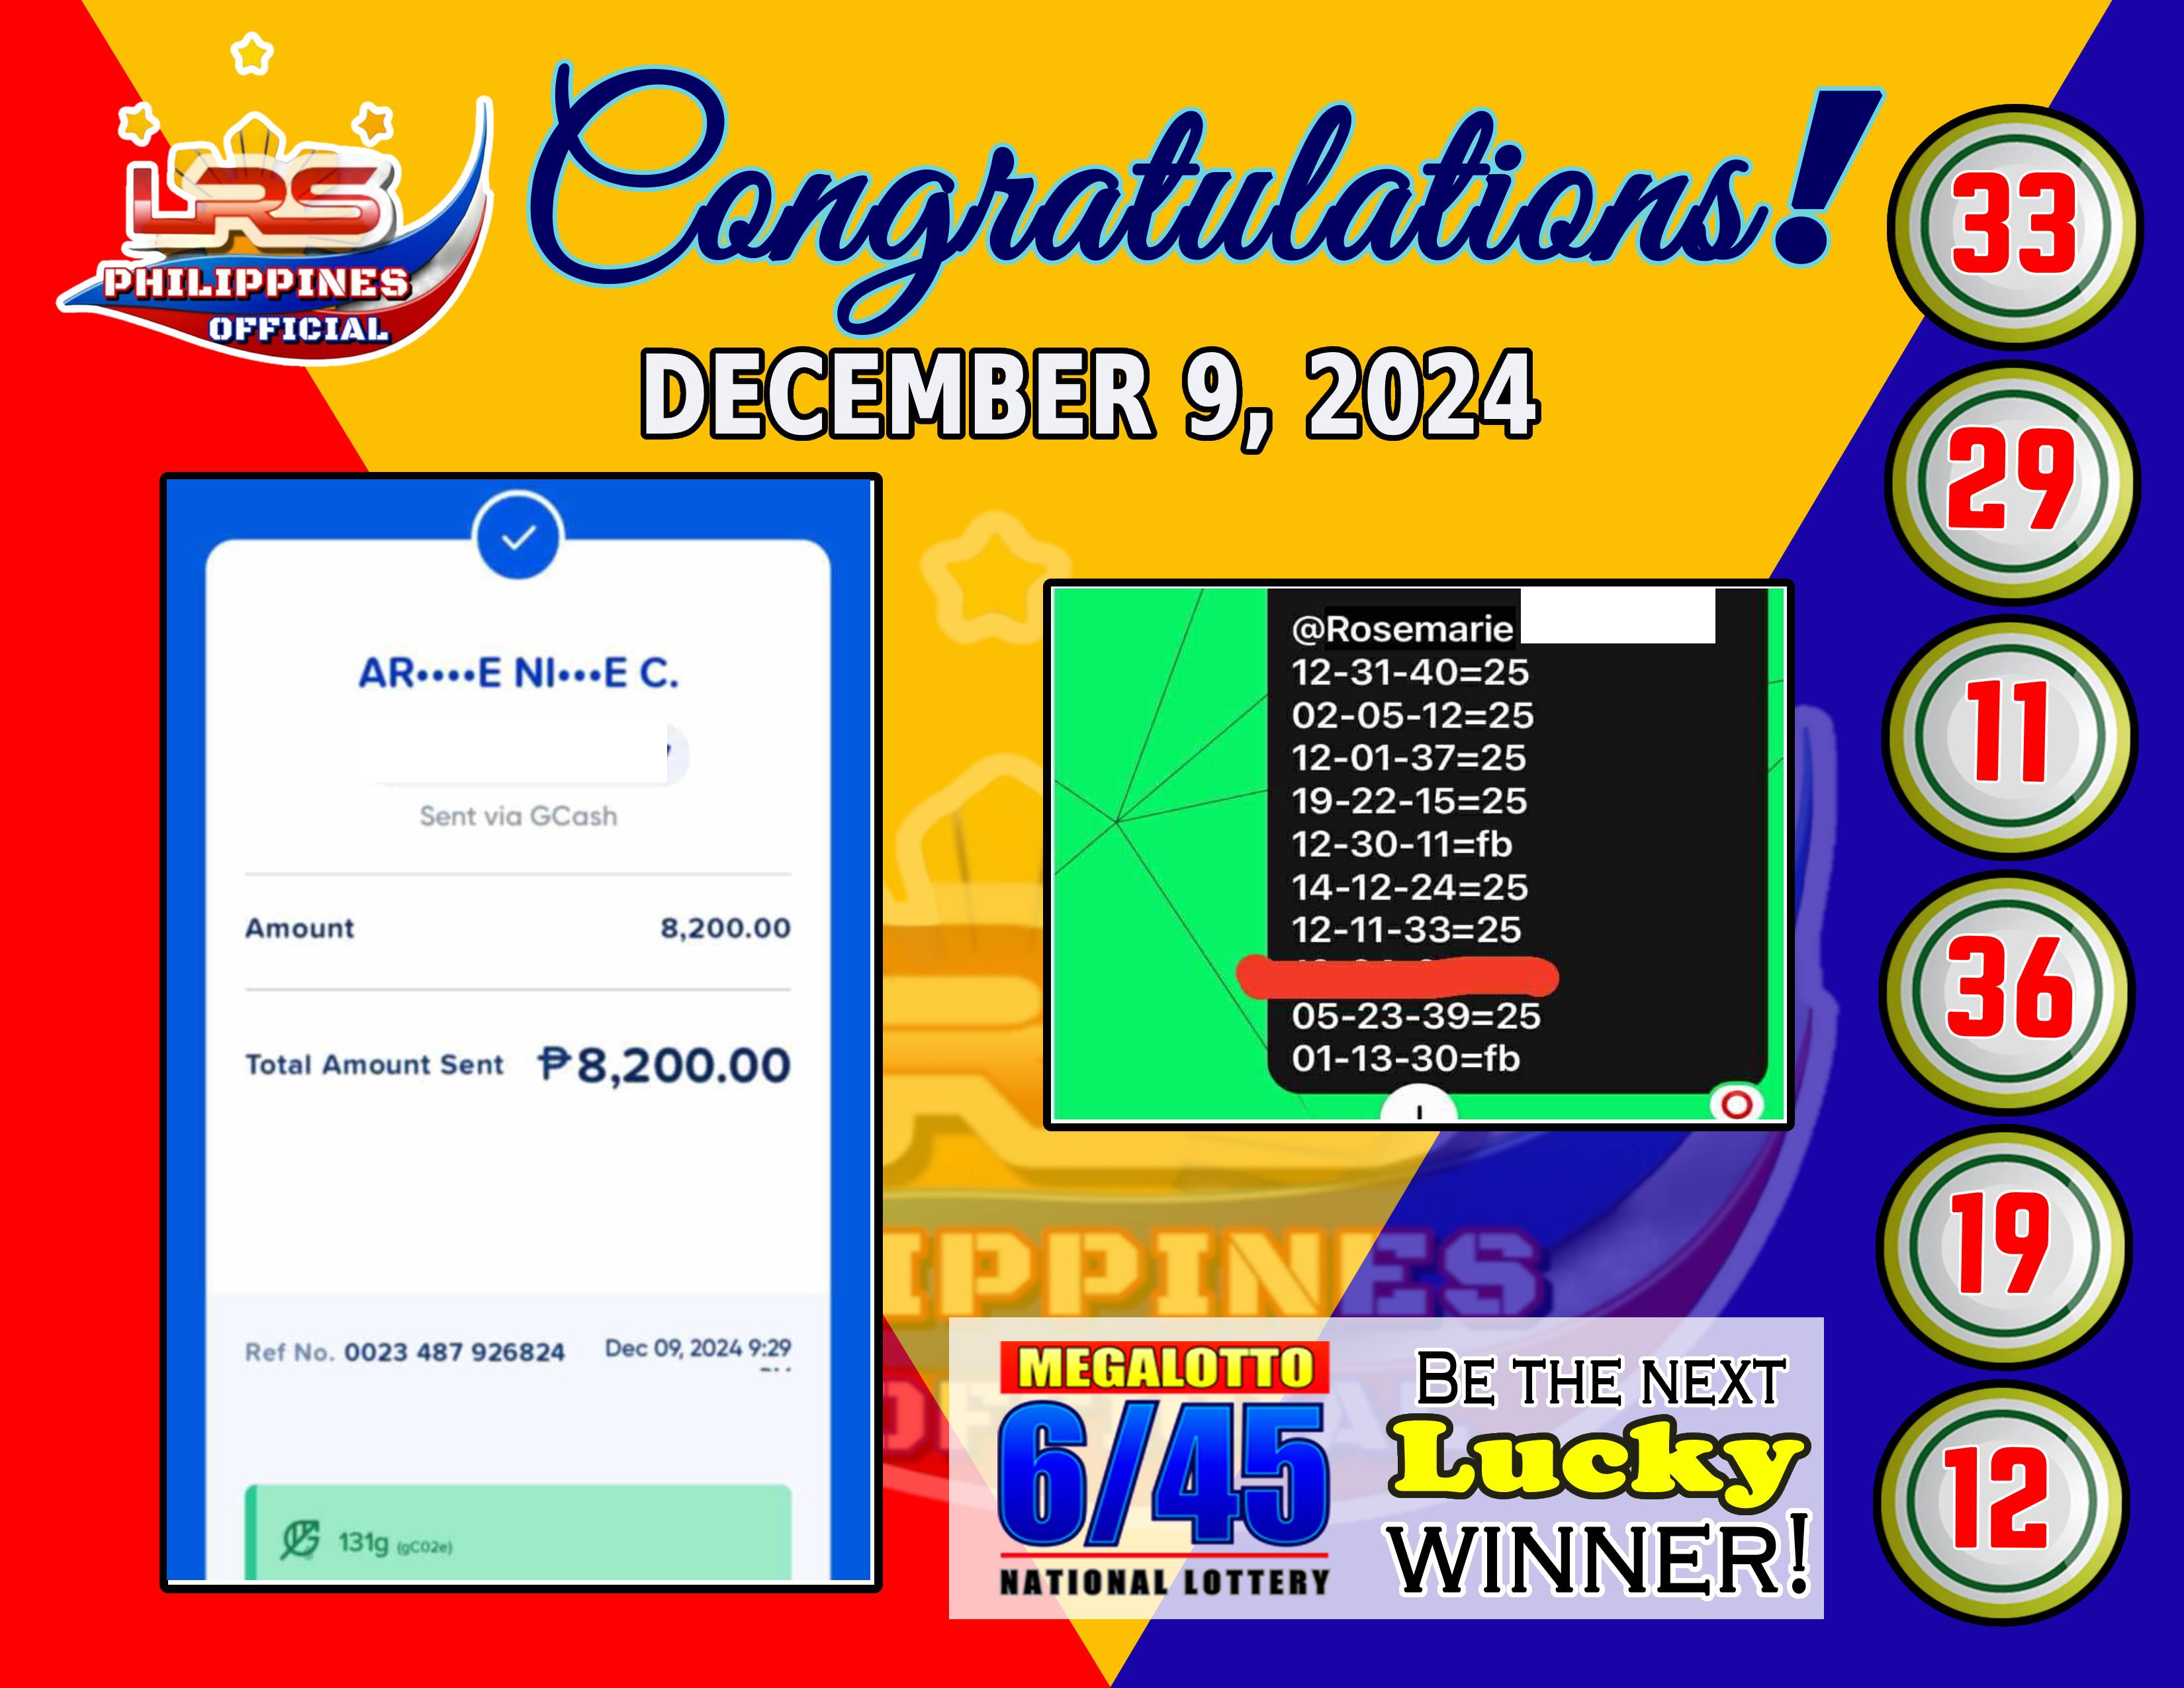 LRS
PHILIPPINES
OFFICIAL
Congratulations!
DECEMBER 9, 2024
AR••••E NI•••E C.
Sent via GCash
Amount 8,200.00
Total Amount Sent ₱8,200.00
Ref No. 0023 487 926824 Dec 09, 2024 9:29
131g (gCO2e)
@Rosemarie
12-31-40=25
02-05-12=25
12-01-37=25
19-22-15=25
12-30-11=fb
14-12-24=25
12-11-33=25
05-23-39=25
01-13-30=fb
33
29
11
36
19
12
MEGALOTTO
6/45
NATIONAL LOTTERY
BE THE NEXT
Lucky
WINNER!